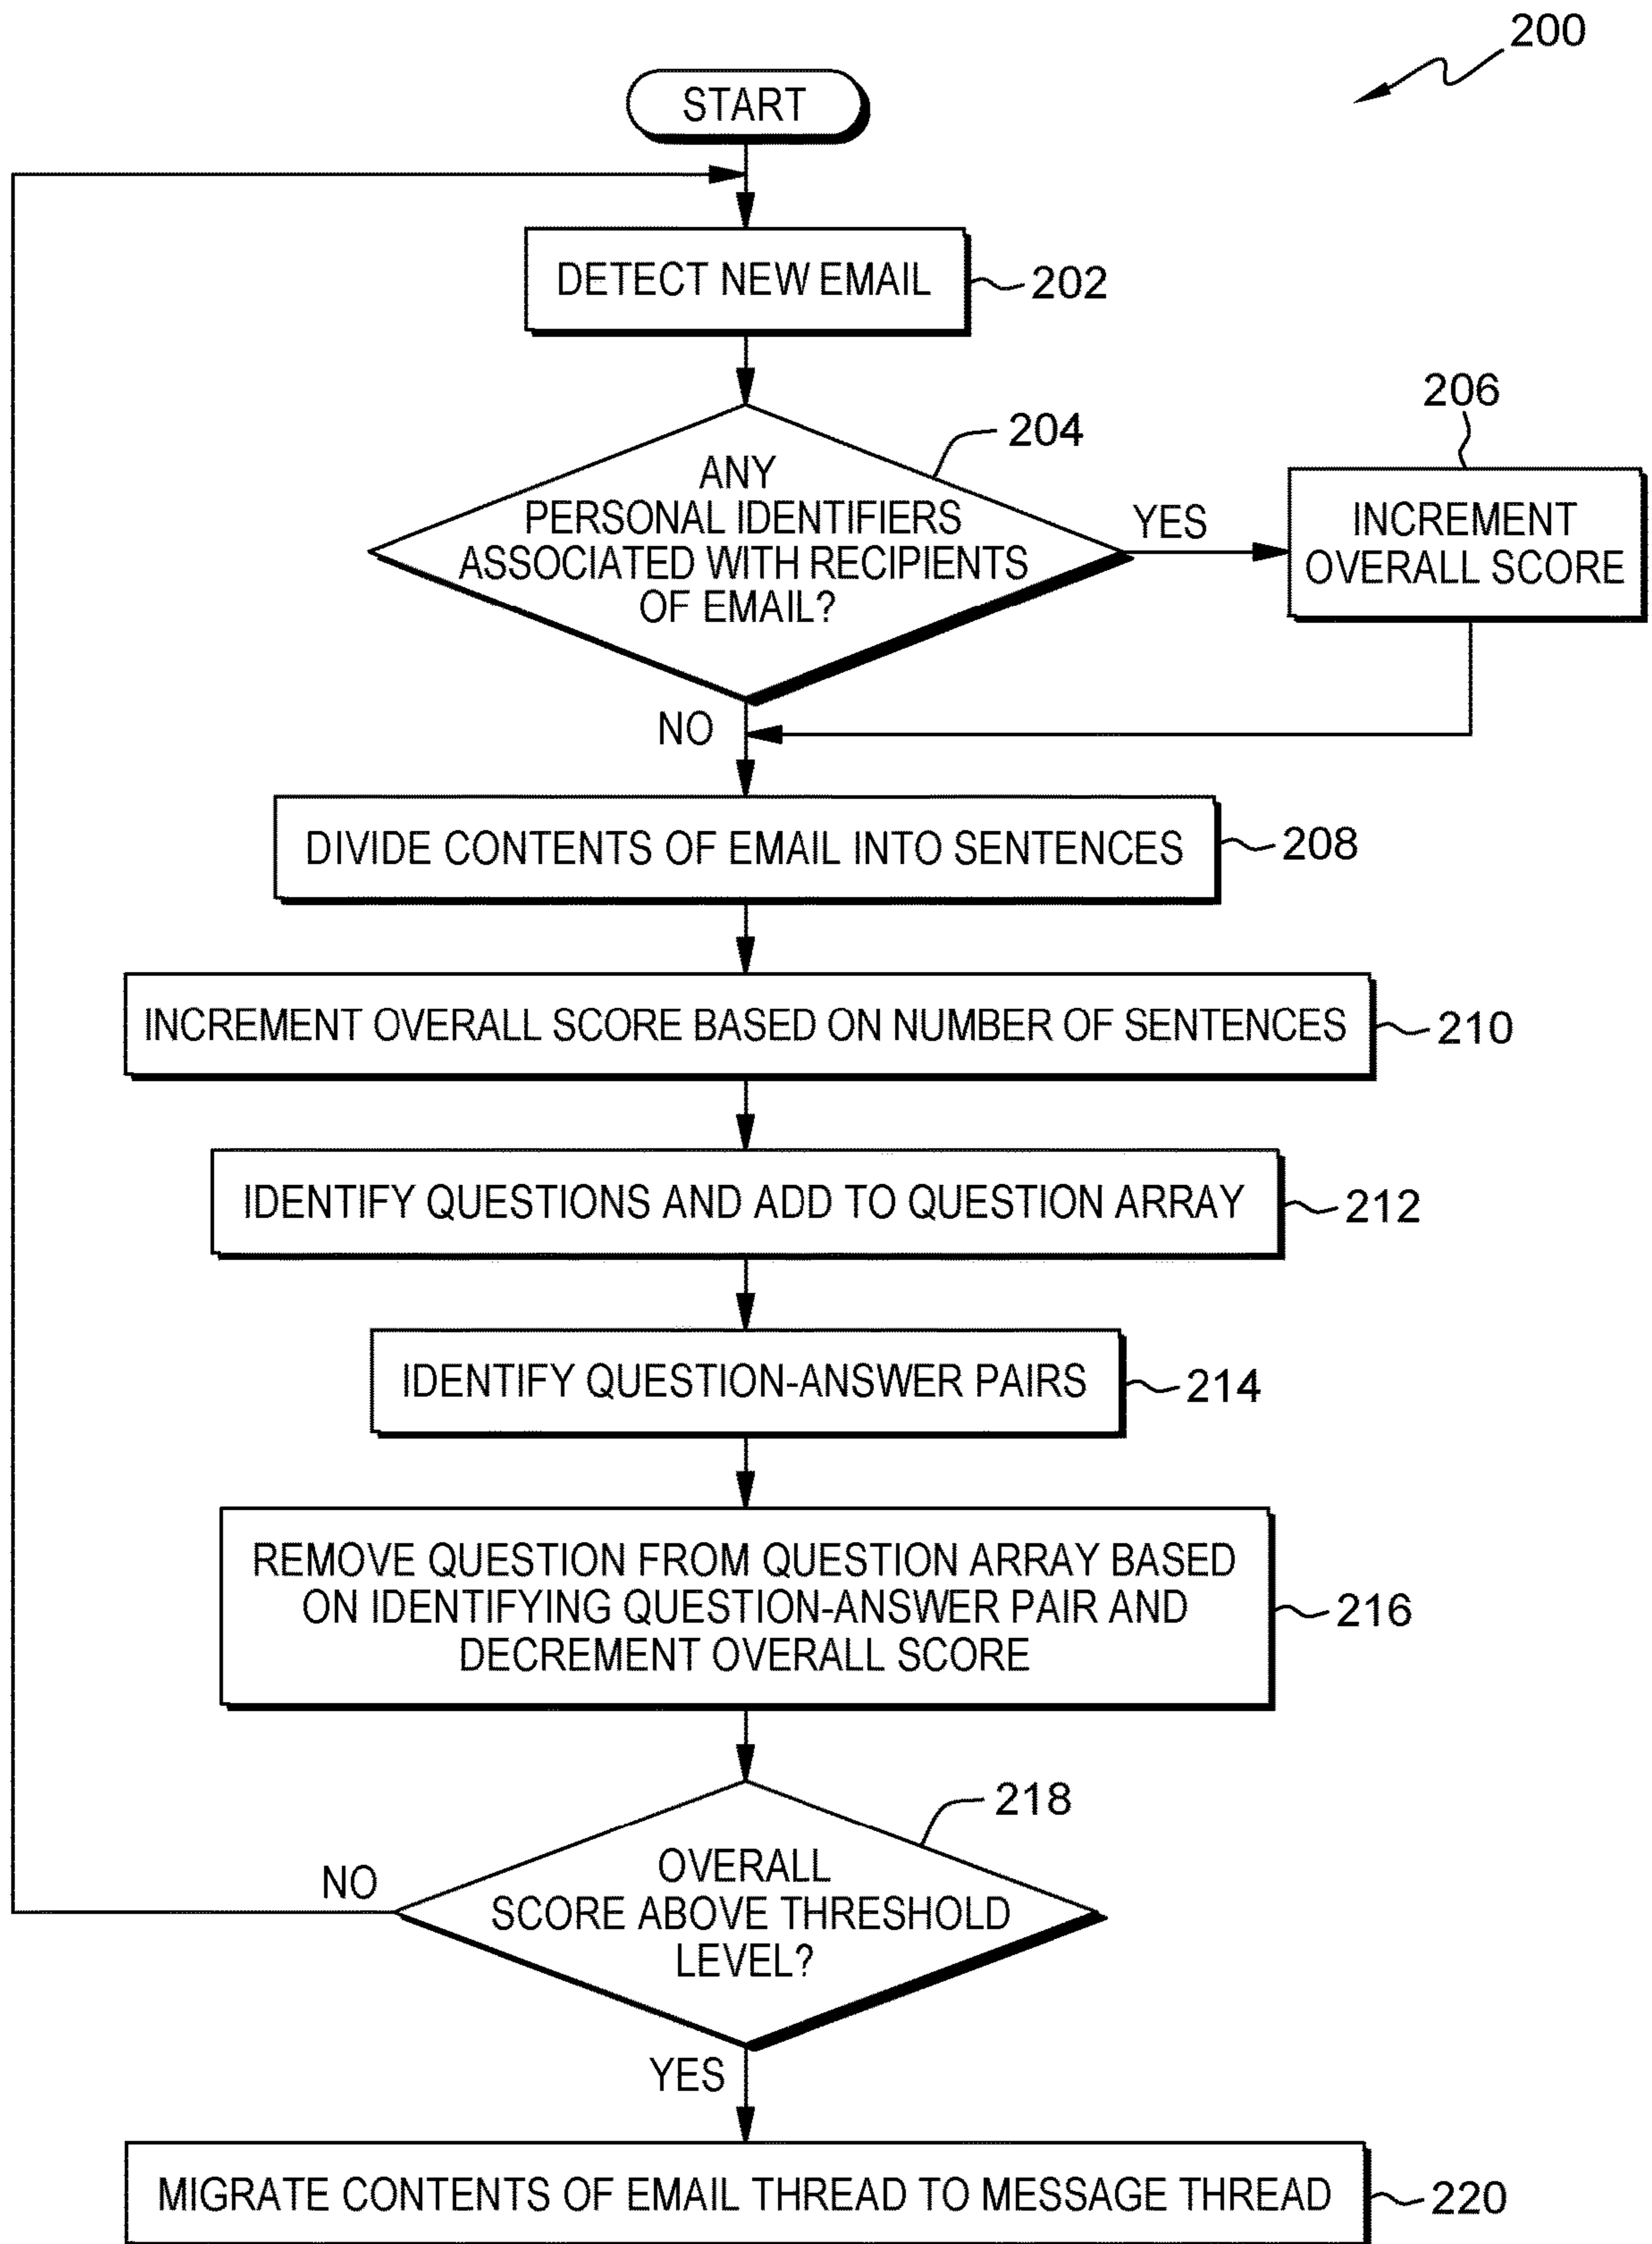 200
START
DETECT NEW EMAIL
202
204
ANY
PERSONAL IDENTIFIERS
ASSOCIATED WITH RECIPIENTS
OF EMAIL?
YES
206
INCREMENT
OVERALL SCORE
NO
DIVIDE CONTENTS OF EMAIL INTO SENTENCES
208
INCREMENT OVERALL SCORE BASED ON NUMBER OF SENTENCES
210
IDENTIFY QUESTIONS AND ADD TO QUESTION ARRAY
212
IDENTIFY QUESTION-ANSWER PAIRS
214
REMOVE QUESTION FROM QUESTION ARRAY BASED
ON IDENTIFYING QUESTION-ANSWER PAIR AND
DECREMENT OVERALL SCORE
216
218
OVERALL
SCORE ABOVE THRESHOLD
LEVEL?
NO
YES
MIGRATE CONTENTS OF EMAIL THREAD TO MESSAGE THREAD
220